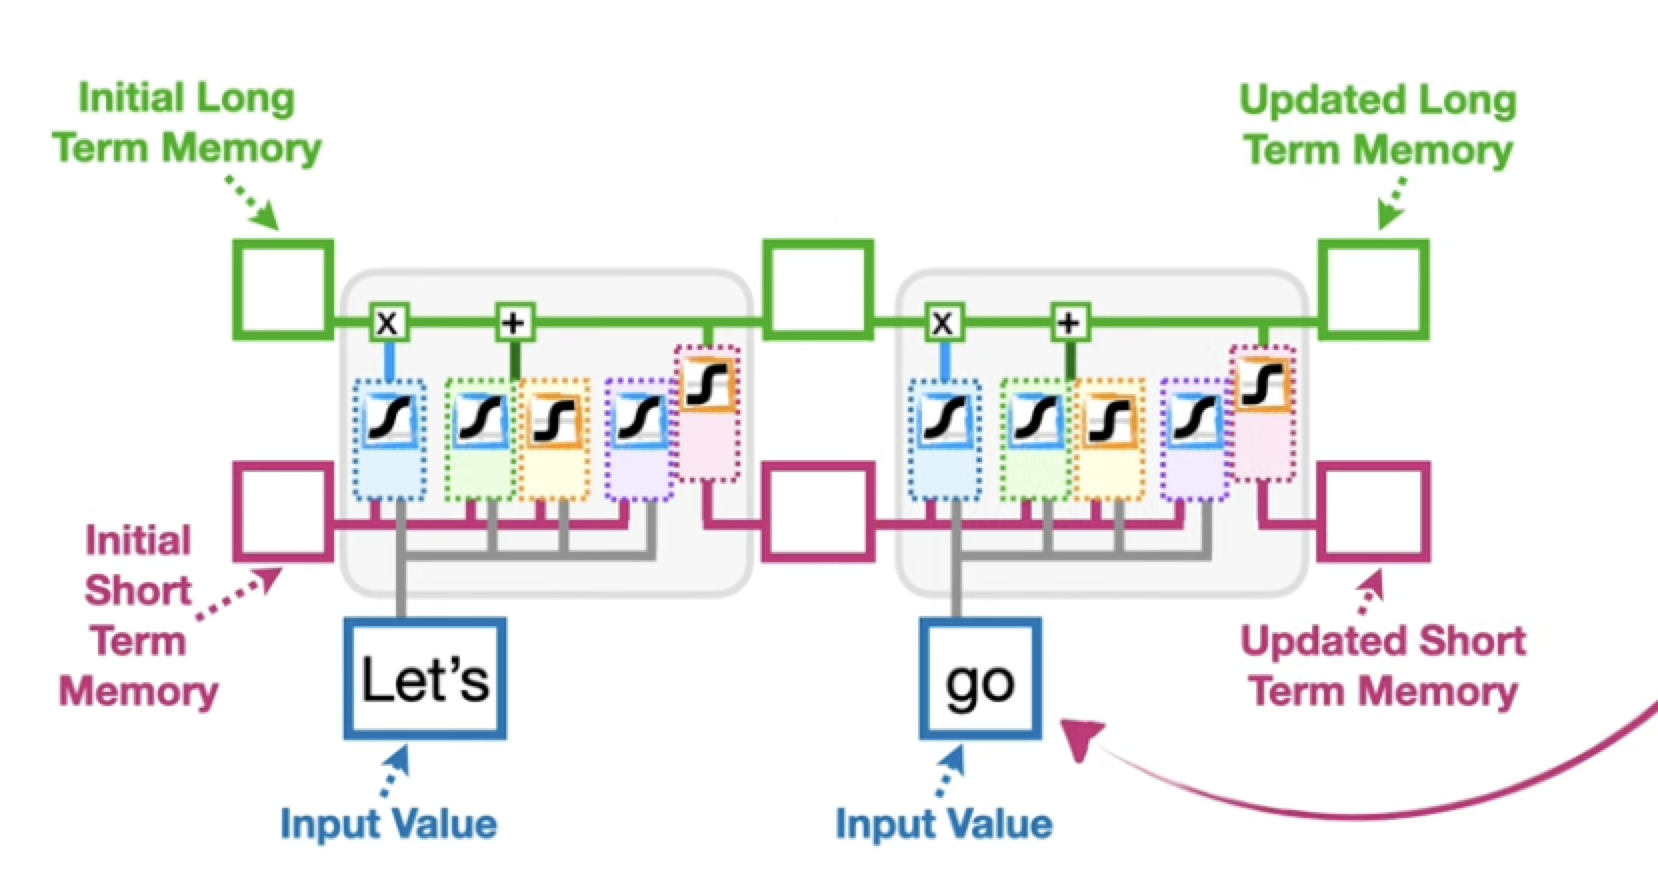 Initial Long
Term Memory
Updated Long
Term Memory
x
+
x
+
Initial
Short
Term
Memory
Let’s
go
Updated Short
Term Memory
Input Value
Input Value